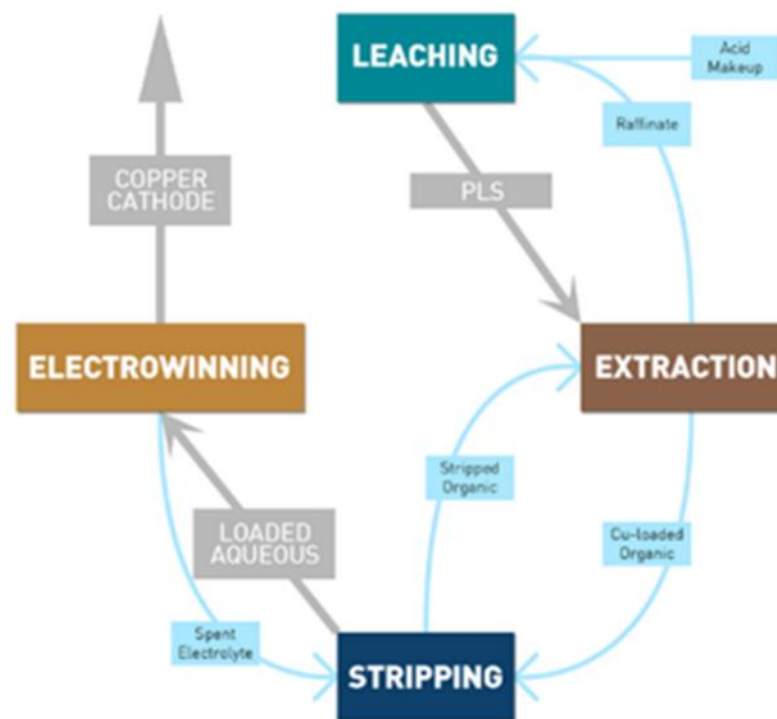 LEACHING
Acid
Makeup
Raffinate
COPPER
CATHODE
PLS
ELECTROWINNING
EXTRACTION
Stripped
Organic
LOADED
AQUEOUS
Cu-loaded
Organic
Spent
Electrolyte
STRIPPING